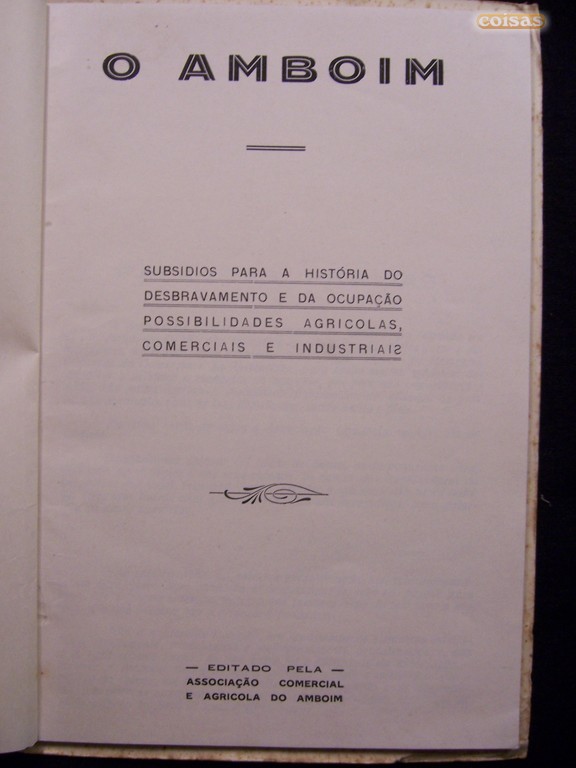 coisas
O AMBOIM
SUBSIDIOS PARA A HISTÓRIA DO
DESBRAVAMENTO E DA OCUPAÇÃO
POSSIBILIDADES AGRICOLAS,
COMERCIAIS E INDUSTRIAIS
— EDITADO PELA —
ASSOCIAÇÃO COMERCIAL
E AGRICOLA DO AMBOIM